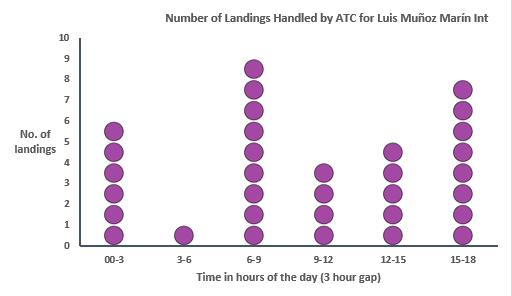 Number of Landings Handled by ATC for Luis Muñoz Marín Int
10
9
8
7
6
5
4
3
2
1
0
No. of
landings
00-3 3-6 6-9 9-12 12-15 15-18
Time in hours of the day (3 hour gap)